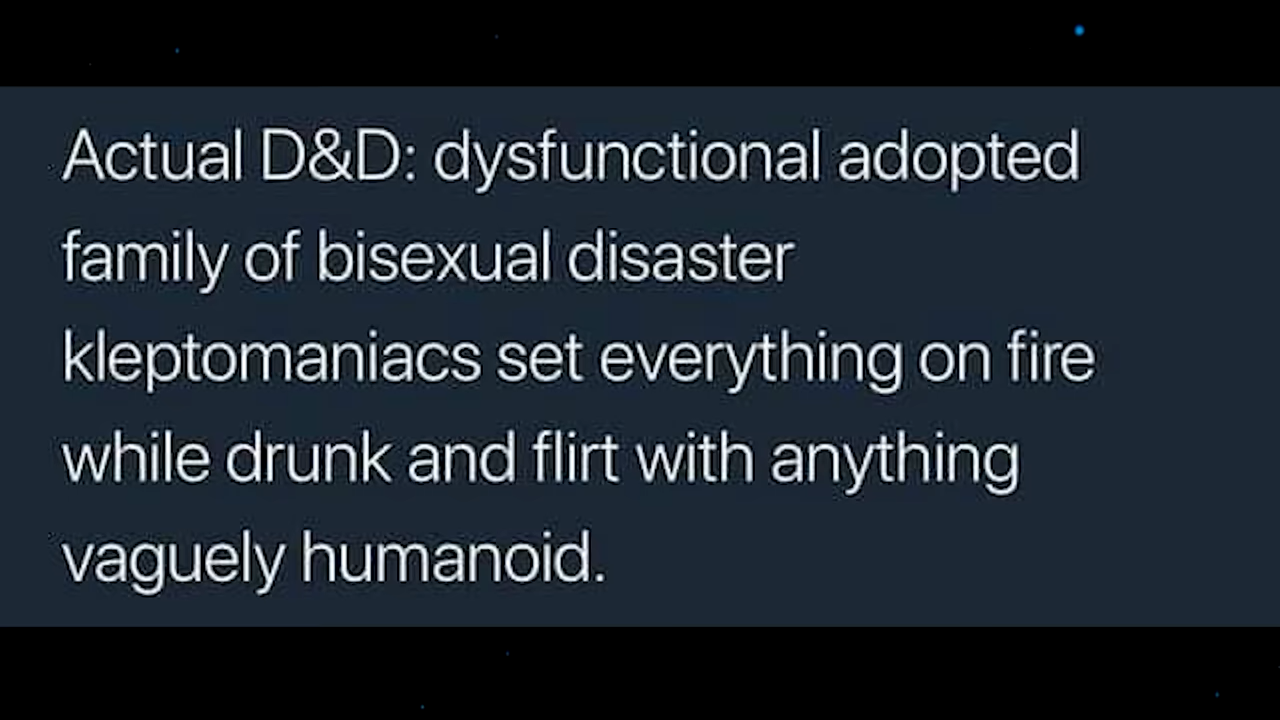 Actual D&D: dysfunctional adopted
family of bisexual disaster
kleptomaniacs set everything on fire
while drunk and flirt with anything
vaguely humanoid.